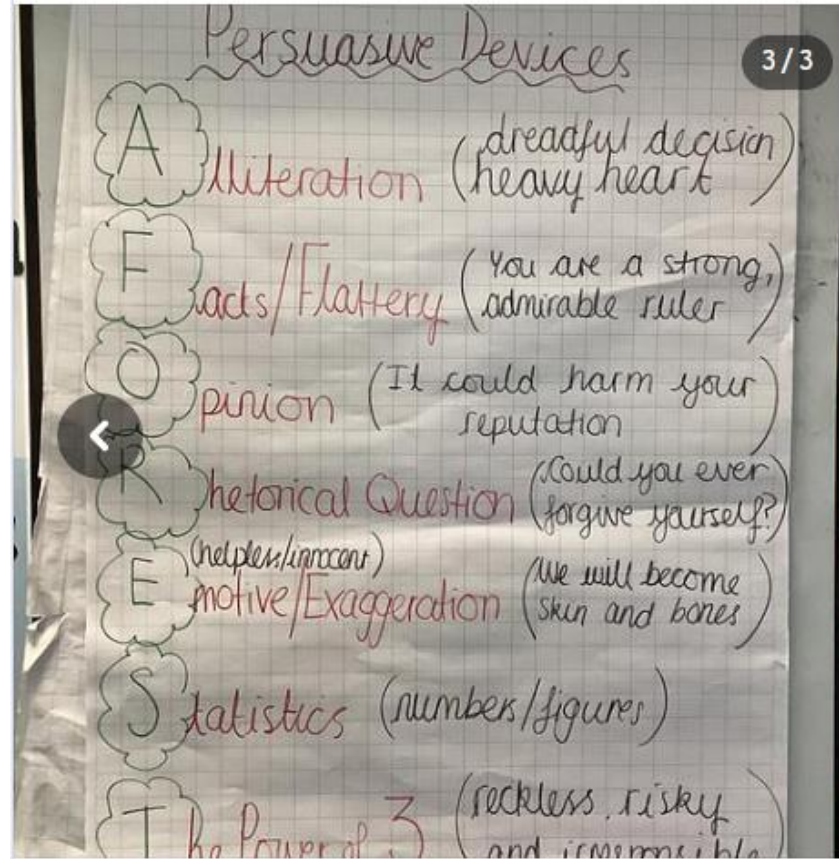 Persuasive Devices
3/3
Alliteration (dreadful decision
heavy heart)
Facts/Flattery (You are a strong,
admirable ruler)
Opinion (It could harm your
reputation)
Rhetorical Question (Could you ever
forgive yourself?)
(helpless/innocent)
Emotive/Exaggeration (We will become
skin and bones)
Statistics (numbers/figures)
The Power of 3 (reckless, risky
and irresponsible